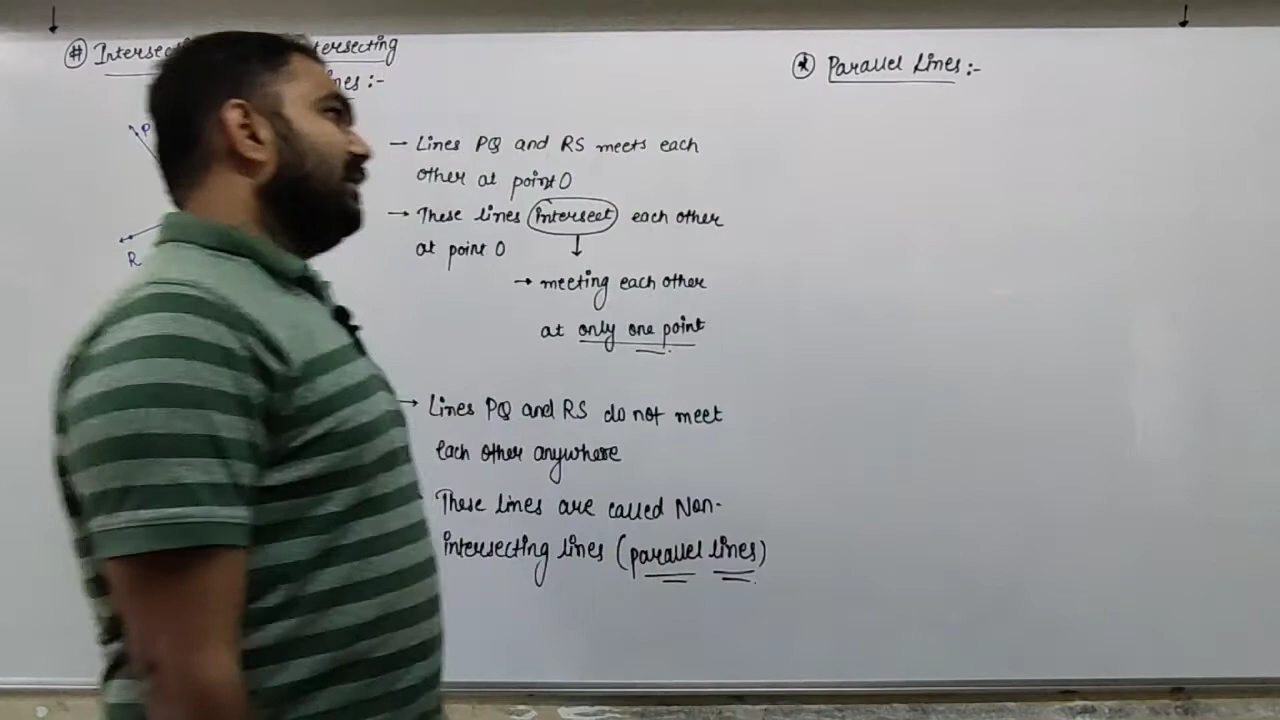 # Intersec tersecting
ines :-
P
R
→ Lines PQ and RS meets each
other at point O
→ These lines intersect each other
at point O
→ meeting each other
at only one point
→ Lines PQ and RS do not meet
each other anywhere
These lines are called Non-
intersecting lines (parallel lines)
* Parallel Lines :-